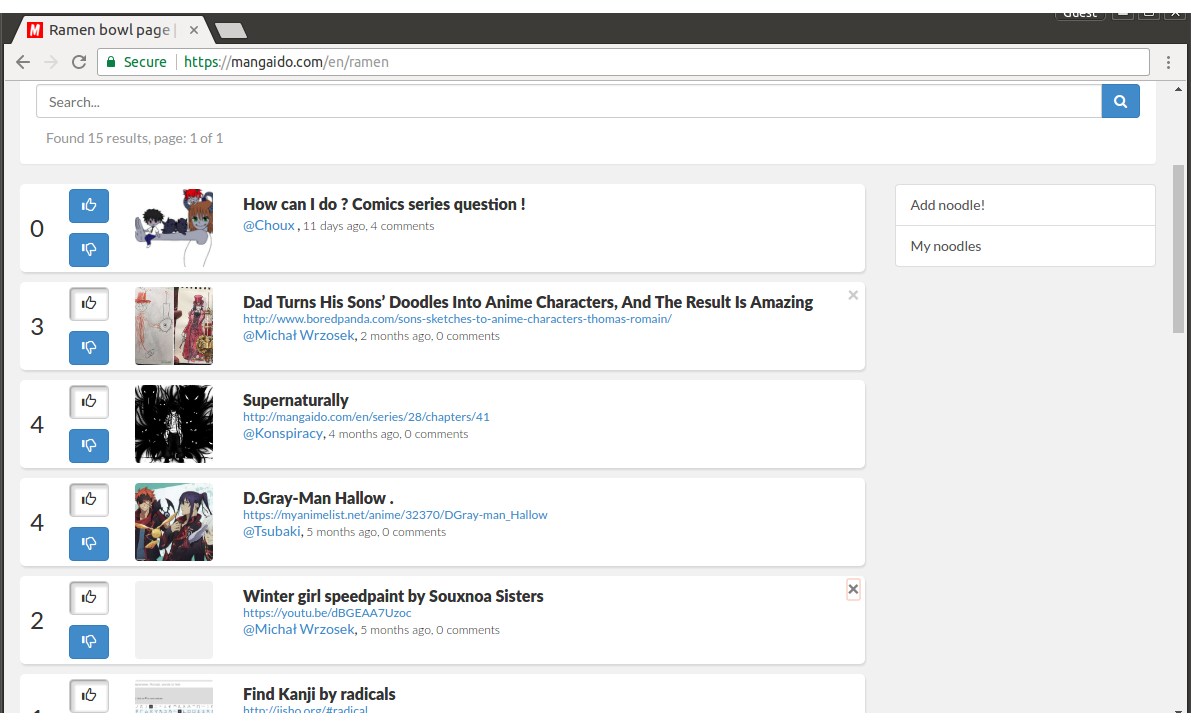 Guest
Ramen bowl page |
Secure
https://mangaido.com/en/ramen
Search...
Found 15 results, page: 1 of 1
0
How can I do ? Comics series question !
@Choux , 11 days ago, 4 comments
Add noodle!
My noodles
3
Dad Turns His Sons’ Doodles Into Anime Characters, And The Result Is Amazing
http://www.boredpanda.com/sons-sketches-to-anime-characters-thomas-romain/
@Michał Wrzosek, 2 months ago, 0 comments
4
Supernaturally
http://mangaido.com/en/series/28/chapters/41
@Konspiracy, 4 months ago, 0 comments
4
D.Gray-Man Hallow .
https://myanimelist.net/anime/32370/DGray-man_Hallow
@Tsubaki, 5 months ago, 0 comments
2
Winter girl speedpaint by Souxnoa Sisters
https://youtu.be/dBGEAA7Uzoc
@Michał Wrzosek, 5 months ago, 0 comments
Find Kanji by radicals
http://jisho.org/#radical